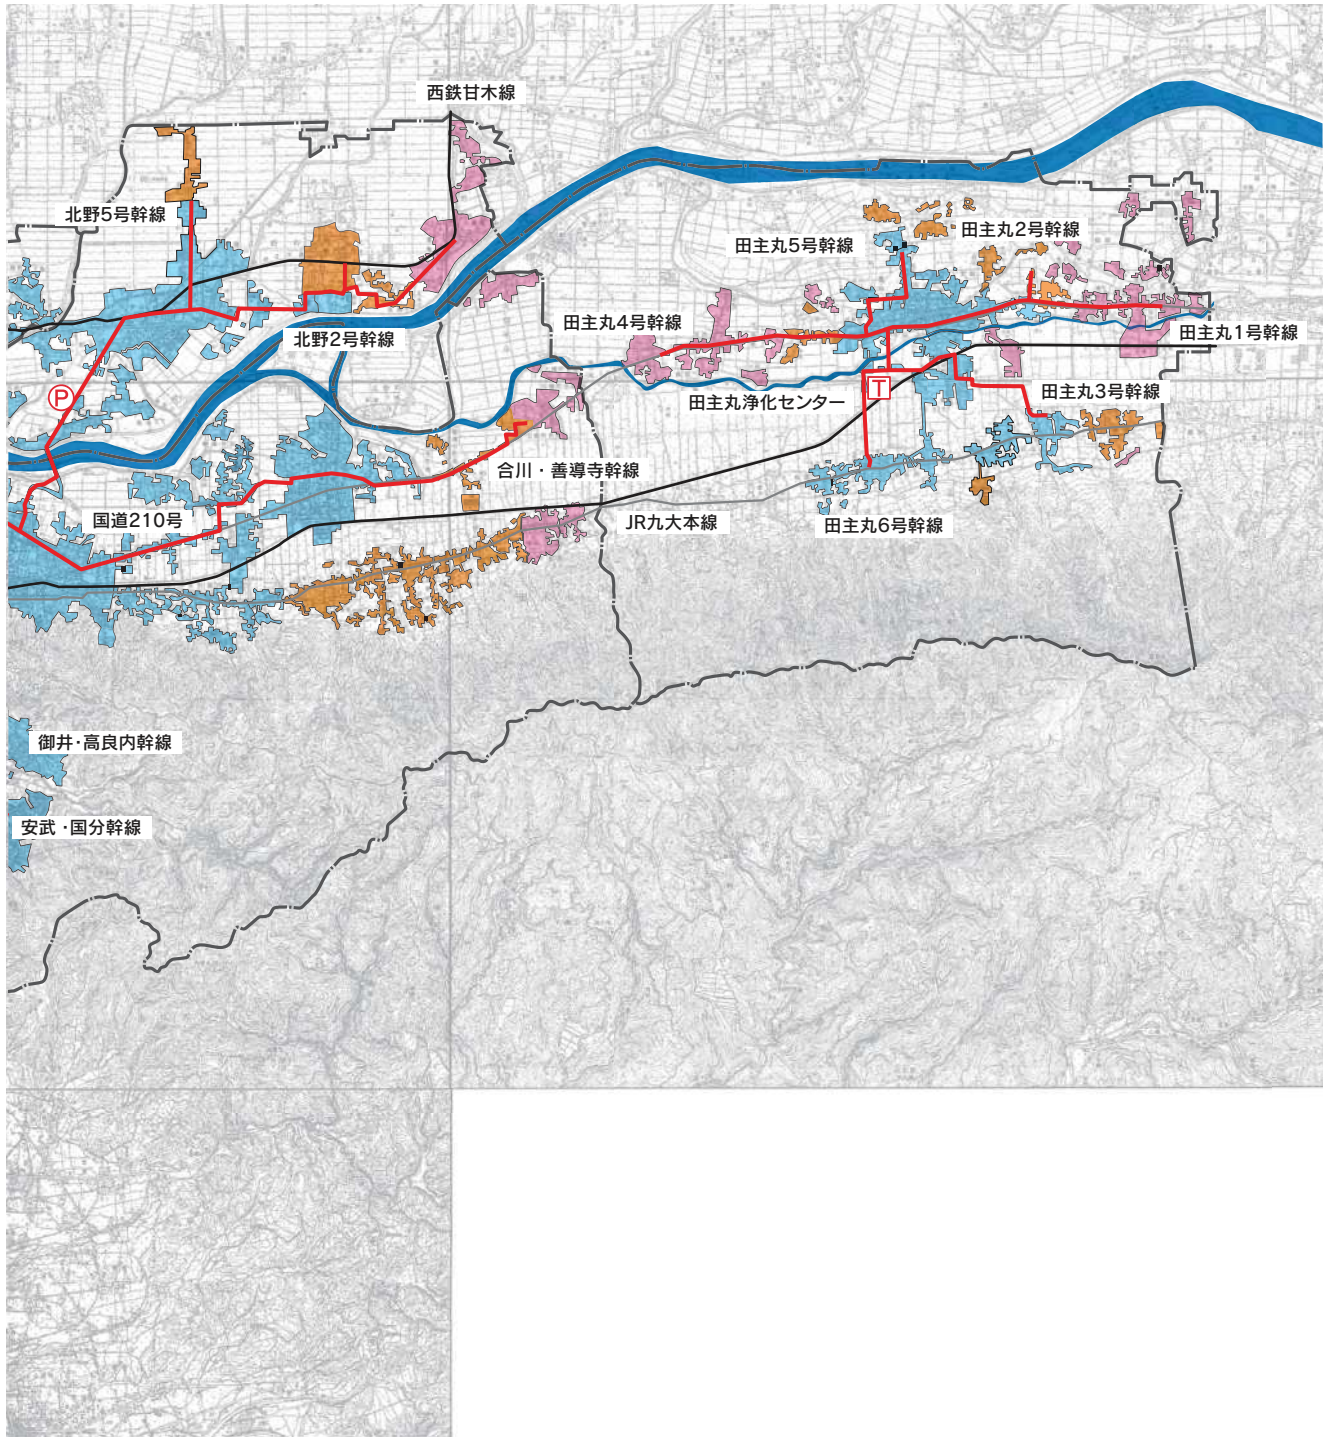 西鉄甘木線
北野5号幹線
田主丸2号幹線
田主丸5号幹線
田主丸4号幹線
田主丸1号幹線
北野2号幹線
田主丸3号幹線
T
P
田主丸浄化センター
合川・善導寺幹線
国道210号
JR九大本線
田主丸6号幹線
御井・高良内幹線
安武・国分幹線